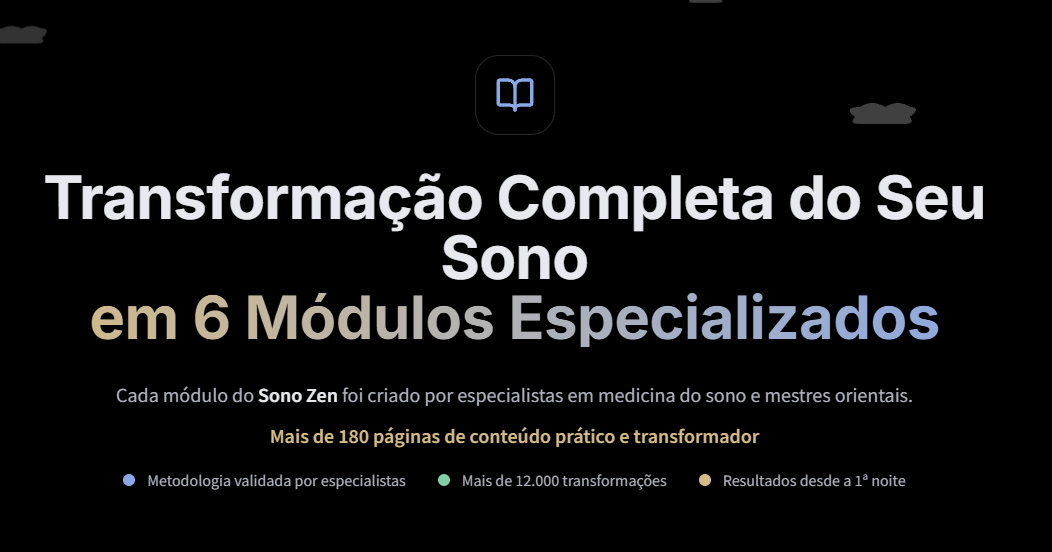 Transformação Completa do Seu
Sono
em 6 Módulos Especializados
Cada módulo do Sono Zen foi criado por especialistas em medicina do sono e mestres orientais.
Mais de 180 páginas de conteúdo prático e transformador
Metodologia validada por especialistas
Mais de 12.000 transformações
Resultados desde a 1ª noite